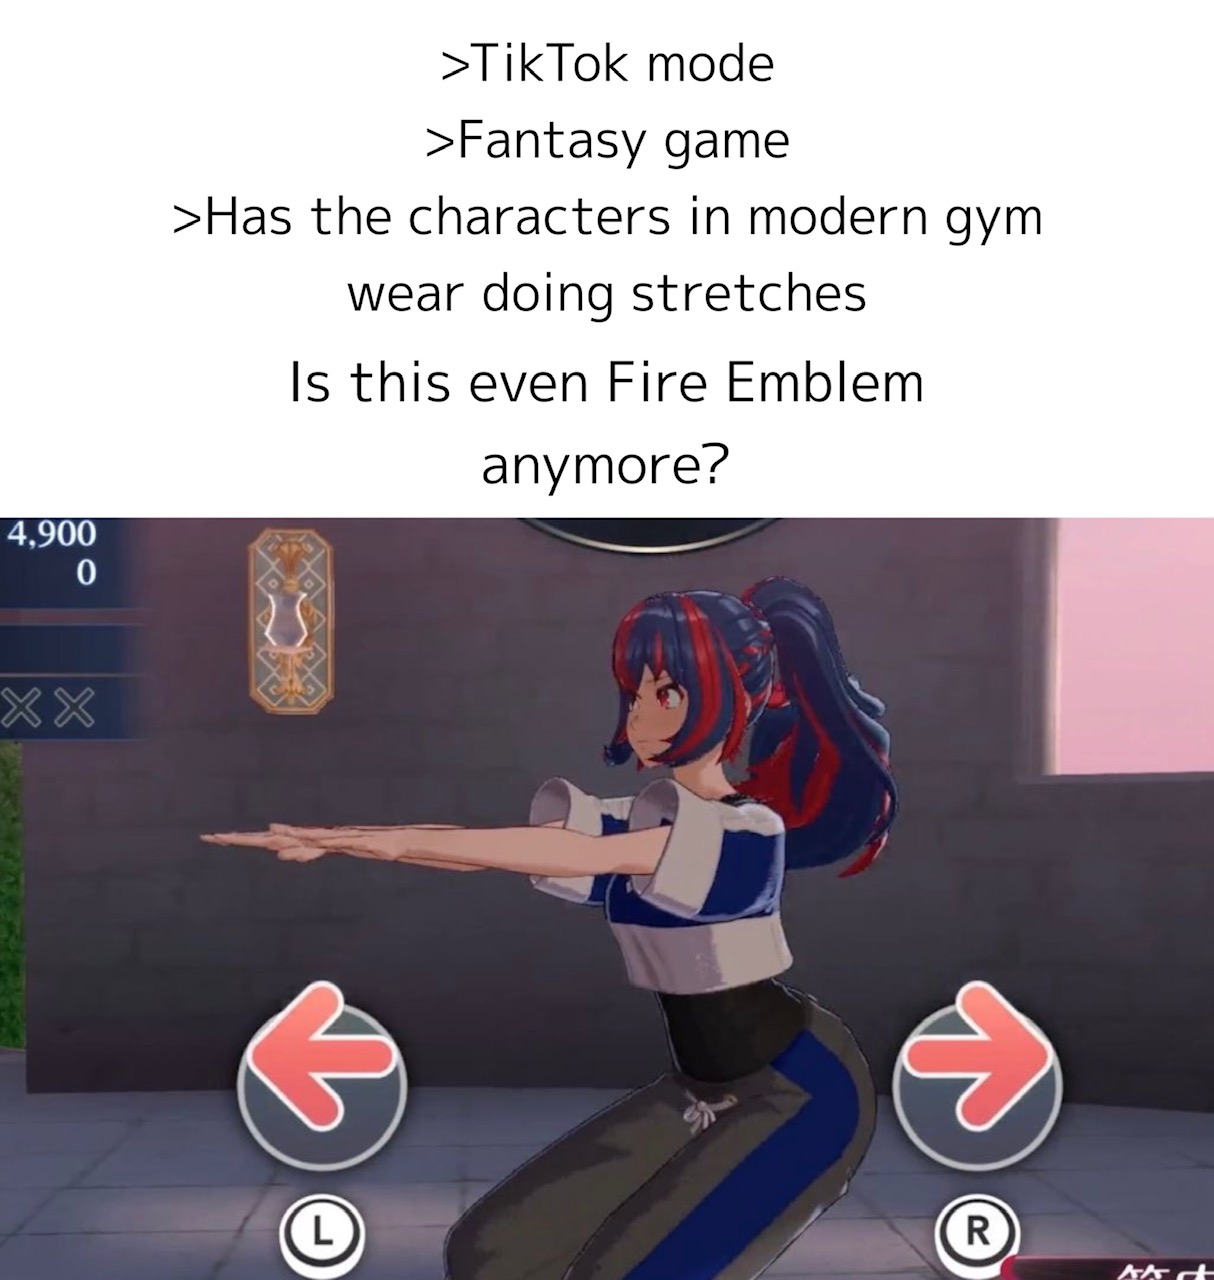 >TikTok mode
>Fantasy game
>Has the characters in modern gym
wear doing stretches
Is this even Fire Emblem
anymore?
4,900
0
L
R